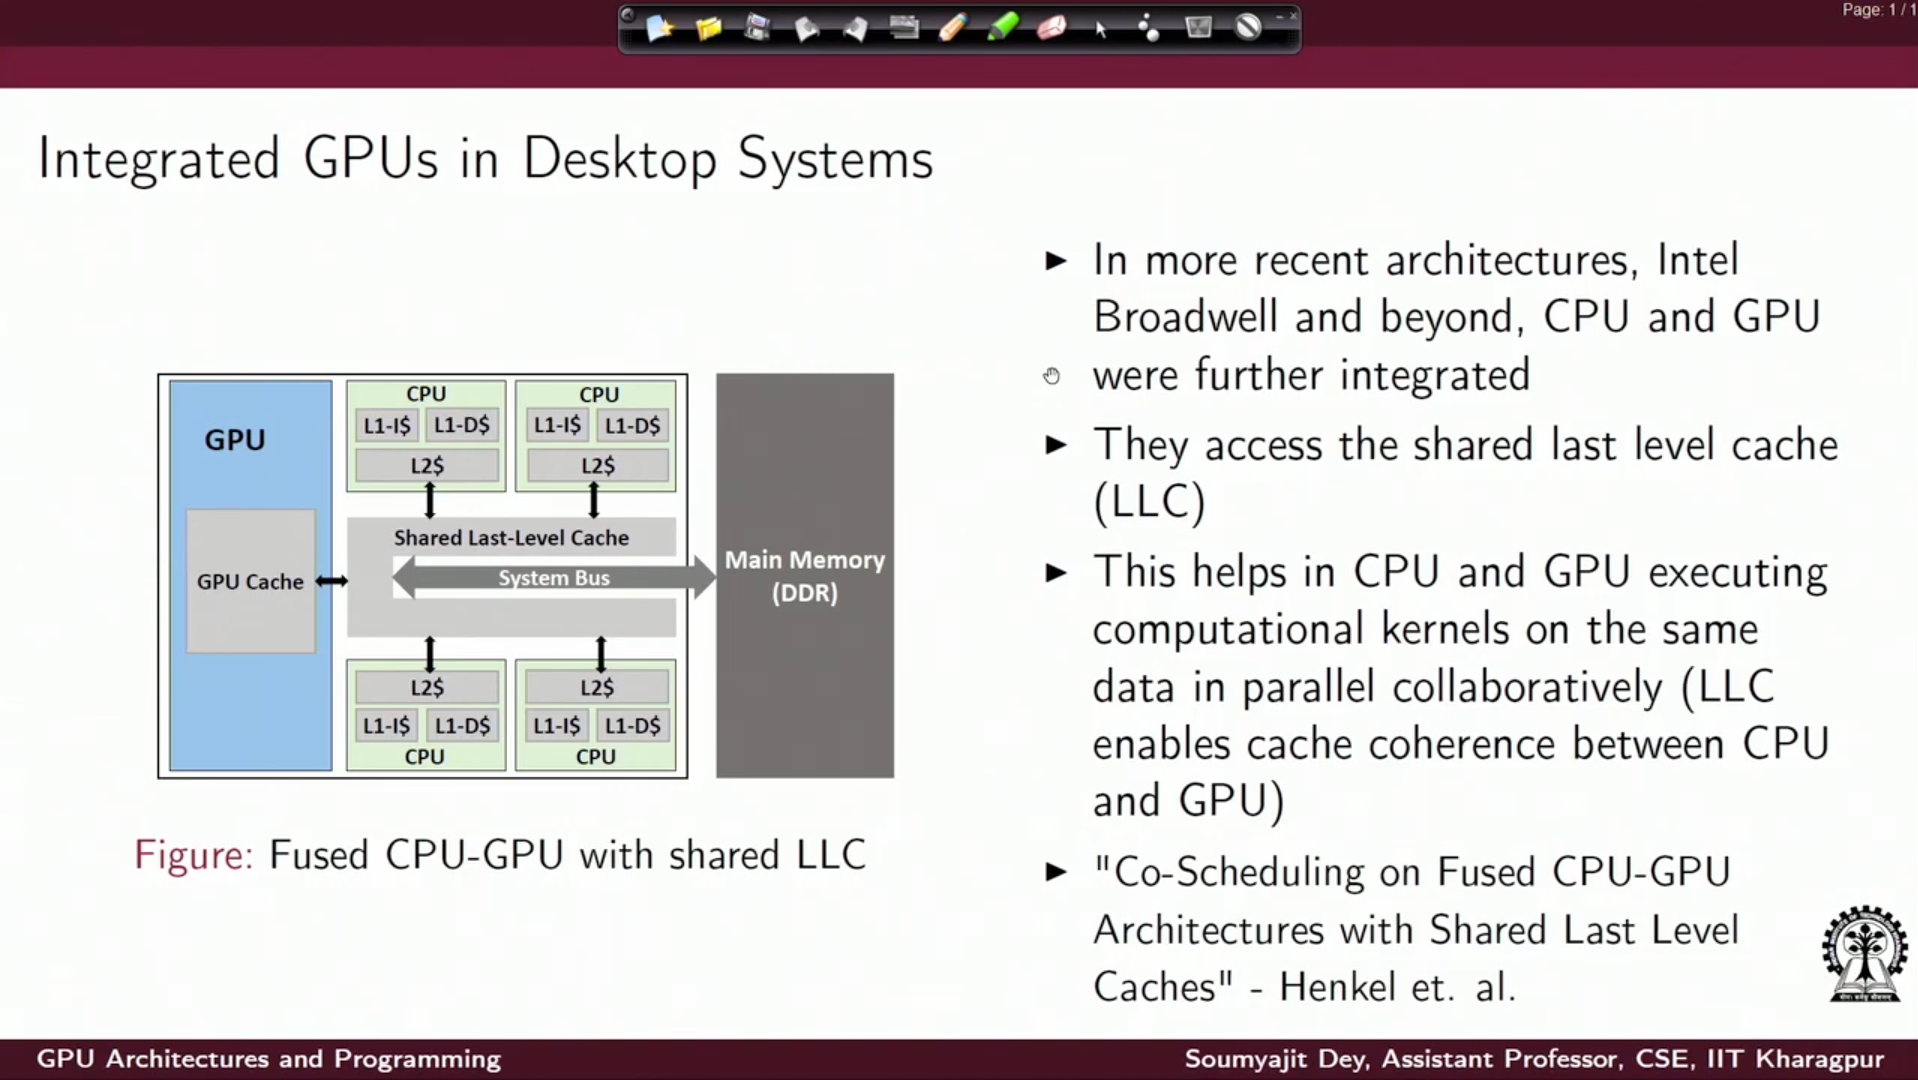 Page: 1 / 1
Integrated GPUs in Desktop Systems
GPU
GPU Cache
CPU
L1-I$ L1-D$
L2$
CPU
L1-I$ L1-D$
L2$
Shared Last-Level Cache
System Bus
L2$
L1-I$ L1-D$
CPU
L2$
L1-I$ L1-D$
CPU
Main Memory
(DDR)
Figure: Fused CPU-GPU with shared LLC
In more recent architectures, Intel
Broadwell and beyond, CPU and GPU
were further integrated
They access the shared last level cache
(LLC)
This helps in CPU and GPU executing
computational kernels on the same
data in parallel collaboratively (LLC
enables cache coherence between CPU
and GPU)
"Co-Scheduling on Fused CPU-GPU
Architectures with Shared Last Level
Caches" - Henkel et. al.
GPU Architectures and Programming
Soumyajit Dey, Assistant Professor, CSE, IIT Kharagpur